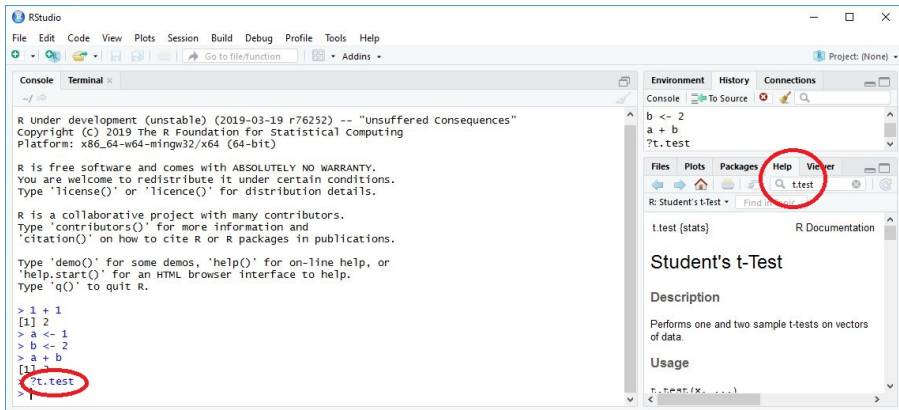 RStudio
File Edit Code View Plots Session Build Debug Profile Tools Help
Go to file/function Addins Project: (None)
Console Terminal
~/
R Under development (unstable) (2019-03-19 r76252) -- "Unsuffered Consequences"
Copyright (C) 2019 The R Foundation for Statistical Computing
Platform: x86_64-w64-mingw32/x64 (64-bit)
R is free software and comes with ABSOLUTELY NO WARRANTY.
You are welcome to redistribute it under certain conditions.
Type 'license()' or 'licence()' for distribution details.
R is a collaborative project with many contributors.
Type 'contributors()' for more information and
'citation()' on how to cite R or R packages in publications.
Type 'demo()' for some demos, 'help()' for on-line help, or
'help.start()' for an HTML browser interface to help.
Type 'q()' to quit R.
> 1 + 1
[1] 2
> a <- 1
> b <- 2
> a + b
[1]
> ?t.test
>
Environment History Connections
Console To Source
b <- 2
a + b
?t.test
Files Plots Packages Help Viewer
t.test
R: Student's t-Test Find in
t.test {stats} R Documentation
Student's t-Test
Description
Performs one and two sample t-tests on vectors
of data.
Usage
t.test(x, ...)